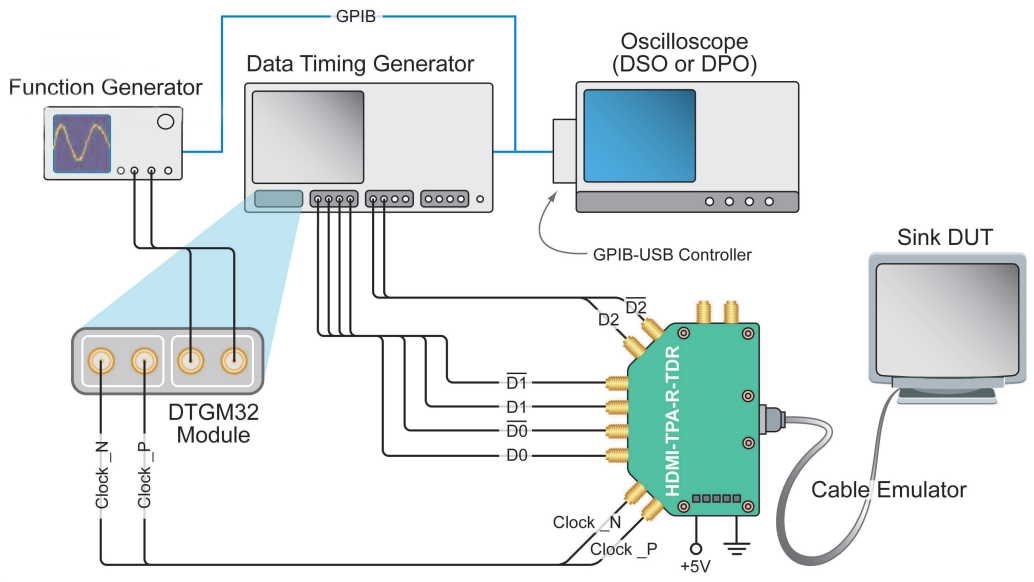 GPIB
Oscilloscope
(DSO or DPO)
Data Timing Generator
Function Generator
GPIB-USB Controller
Sink DUT
D2
D2
HDMI-TPA-R-TDR
D1
D1
D0
D0
DTGM32
Module
Clock _N
Clock _P
Cable Emulator
Clock _N
Clock _P
+5V